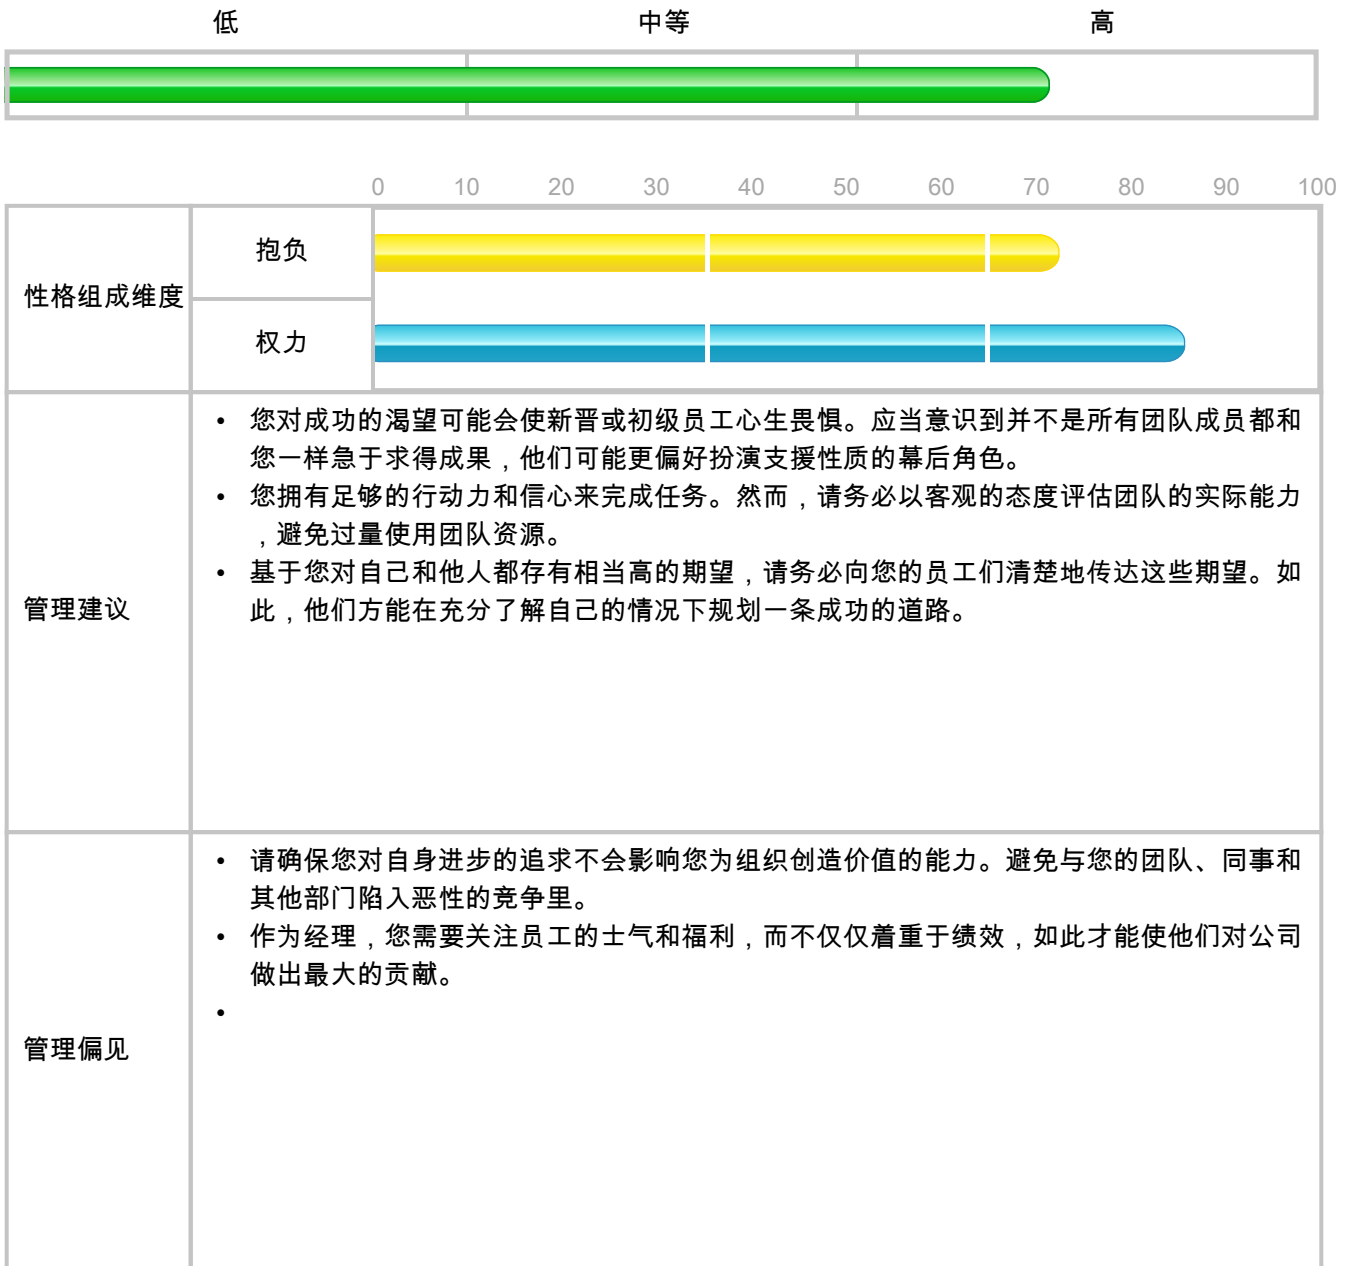 低 中等 高
0 10 20 30 40 50 60 70 80 90 100
性格组成维度
抱负
权力
管理建议
• 您对成功的渴望可能会使新晋或初级员工心生畏惧。应当意识到并不是所有团队成员都和
您一样急于求得成果，他们可能更偏好扮演支援性质的幕后角色。
• 您拥有足够的行动力和信心来完成任务。然而，请务必以客观的态度评估团队的实际能力
，避免过量使用团队资源。
• 基于您对自己和他人都存有相当高的期望，请务必向您的员工们清楚地传达这些期望。如
此，他们方能在充分了解自己的情况下规划一条成功的道路。
管理偏见
• 请确保您对自身进步的追求不会影响您为组织创造价值的能力。避免与您的团队、同事和
其他部门陷入恶性的竞争里。
• 作为经理，您需要关注员工的士气和福利，而不仅仅着重于绩效，如此才能使他们对公司
做出最大的贡献。
•